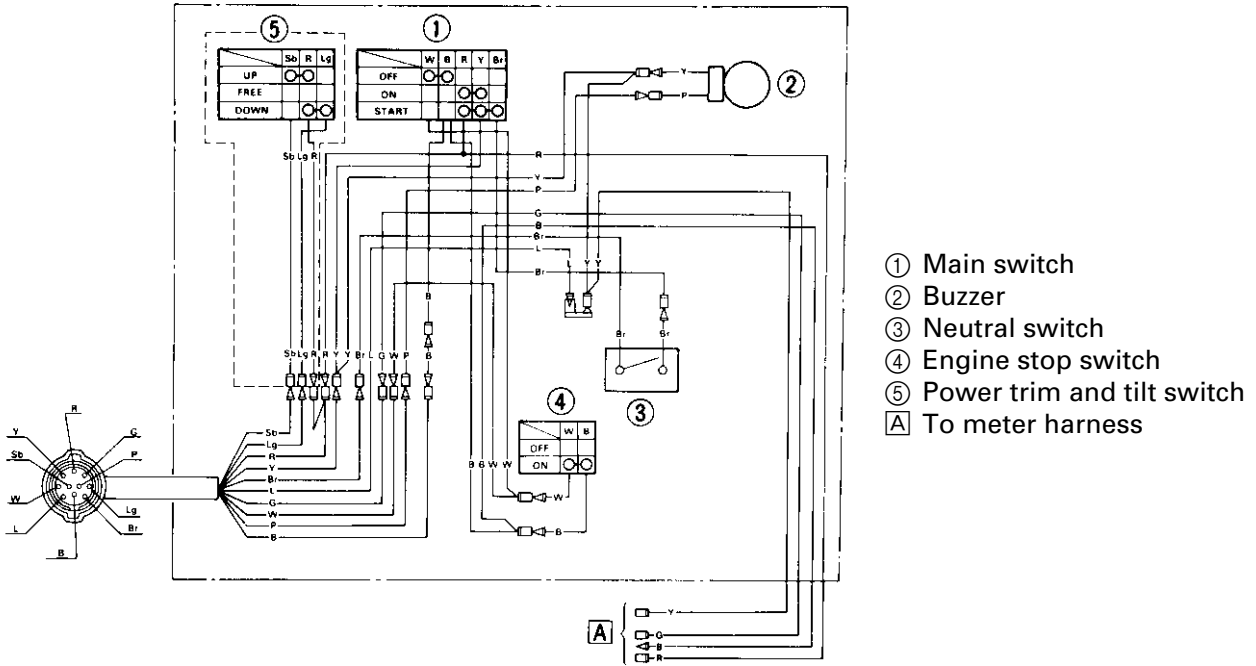 ⑤
①
Sb R Lg
UP
FREE
DOWN
W B R Y Br
OFF
ON
START
Y
P
②
Sb Lg R
R
Y
P
G
B
Br
L
Br
Y Y
B
B
Br Br
③
Sb Lg R R Y Y Br L G W P
④
W B
OFF
ON
B B W W
W
B
R
Y
Sb
W
L
B
G
P
Lg
Br
Sb
Lg
R
Y
Br
L
G
W
P
B
A
Y
G
B
R
① Main switch
② Buzzer
③ Neutral switch
④ Engine stop switch
⑤ Power trim and tilt switch
A To meter harness